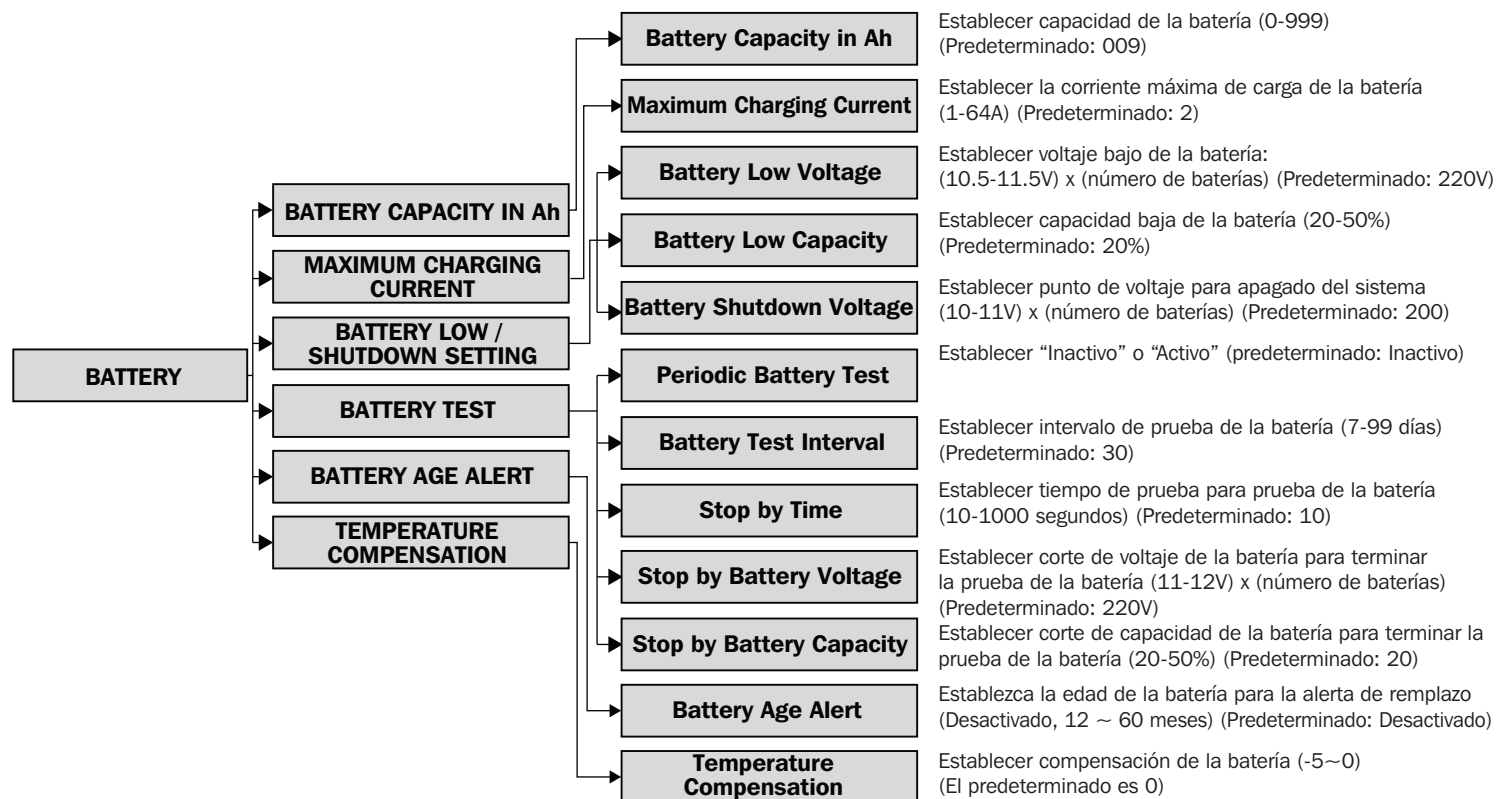 BATTERY
BATTERY CAPACITY IN Ah
MAXIMUM CHARGING
CURRENT
BATTERY LOW /
SHUTDOWN SETTING
BATTERY TEST
BATTERY AGE ALERT
TEMPERATURE
COMPENSATION
Battery Capacity in Ah
Establecer capacidad de la batería (0-999)
(Predeterminado: 009)
Maximum Charging Current
Establecer la corriente máxima de carga de la batería
(1-64A) (Predeterminado: 2)
Battery Low Voltage
Establecer voltaje bajo de la batería:
(10.5-11.5V) x (número de baterías) (Predeterminado: 220V)
Battery Low Capacity
Establecer capacidad baja de la batería (20-50%)
(Predeterminado: 20%)
Battery Shutdown Voltage
Establecer punto de voltaje para apagado del sistema
(10-11V) x (número de baterías) (Predeterminado: 200)
Periodic Battery Test
Establecer “Inactivo” o “Activo” (predeterminado: Inactivo)
Battery Test Interval
Establecer intervalo de prueba de la batería (7-99 días)
(Predeterminado: 30)
Stop by Time
Establecer tiempo de prueba para prueba de la batería
(10-1000 segundos) (Predeterminado: 10)
Stop by Battery Voltage
Establecer corte de voltaje de la batería para terminar
la prueba de la batería (11-12V) x (número de baterías)
(Predeterminado: 220V)
Stop by Battery Capacity
Establecer corte de capacidad de la batería para terminar la
prueba de la batería (20-50%) (Predeterminado: 20)
Battery Age Alert
Establezca la edad de la batería para la alerta de remplazo
(Desactivado, 12 ~ 60 meses) (Predeterminado: Desactivado)
Temperature
Compensation
Establecer compensación de la batería (-5~0)
(El predeterminado es 0)